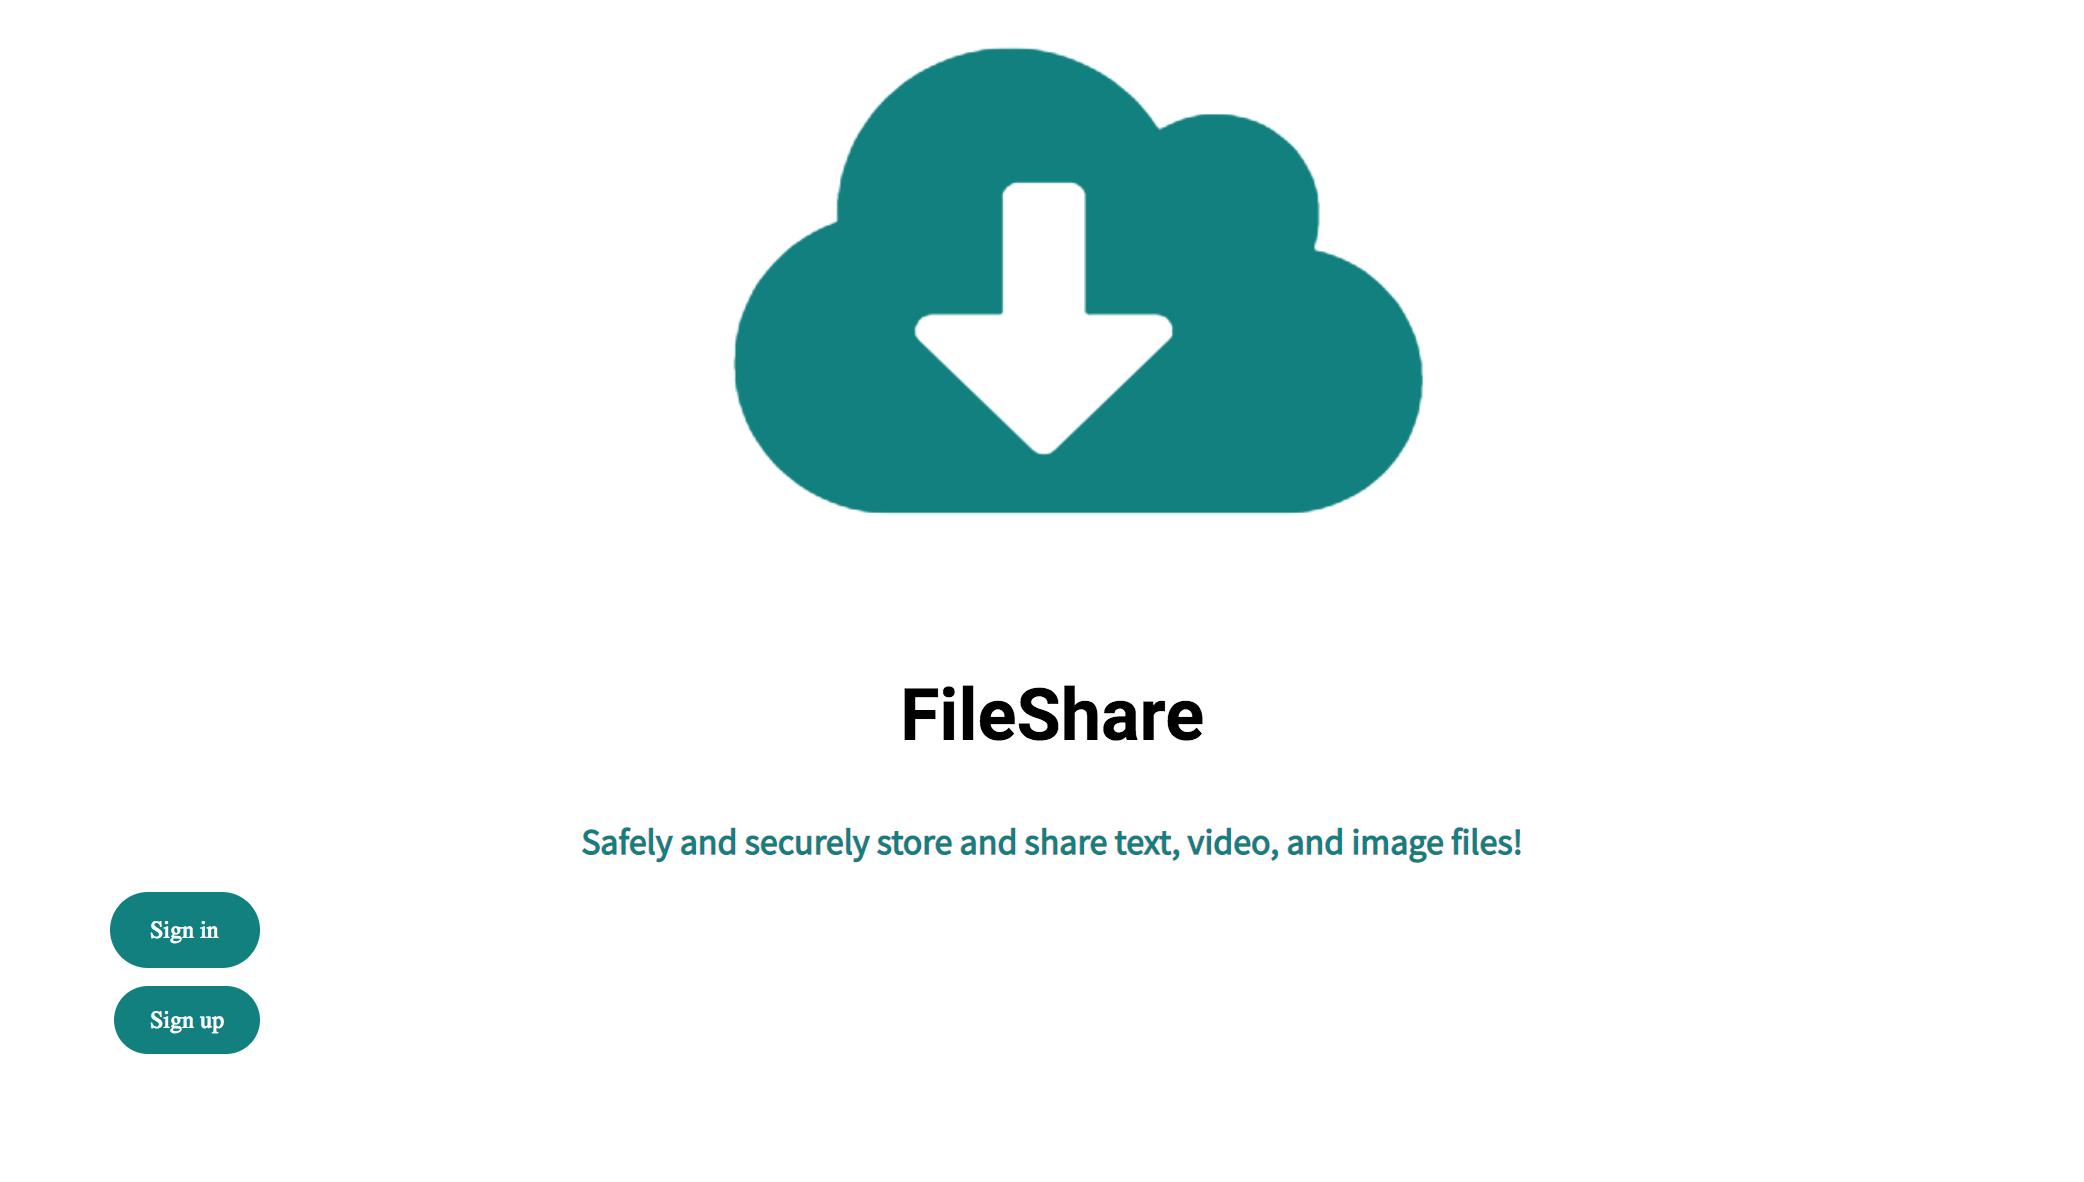 FileShare
Safely and securely store and share text, video, and image files!
Sign in
Sign up